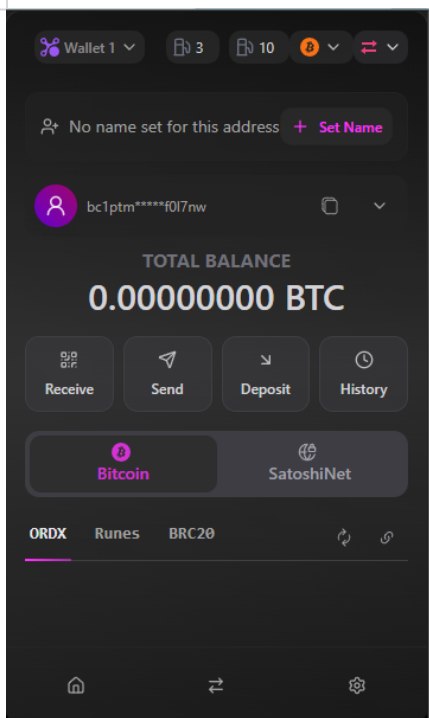 Wallet 1 3 10
No name set for this address + Set Name
bc1ptm*****f0l7nw
TOTAL BALANCE
0.00000000 BTC
Receive Send Deposit History
Bitcoin SatoshiNet
ORDX Runes BRC20